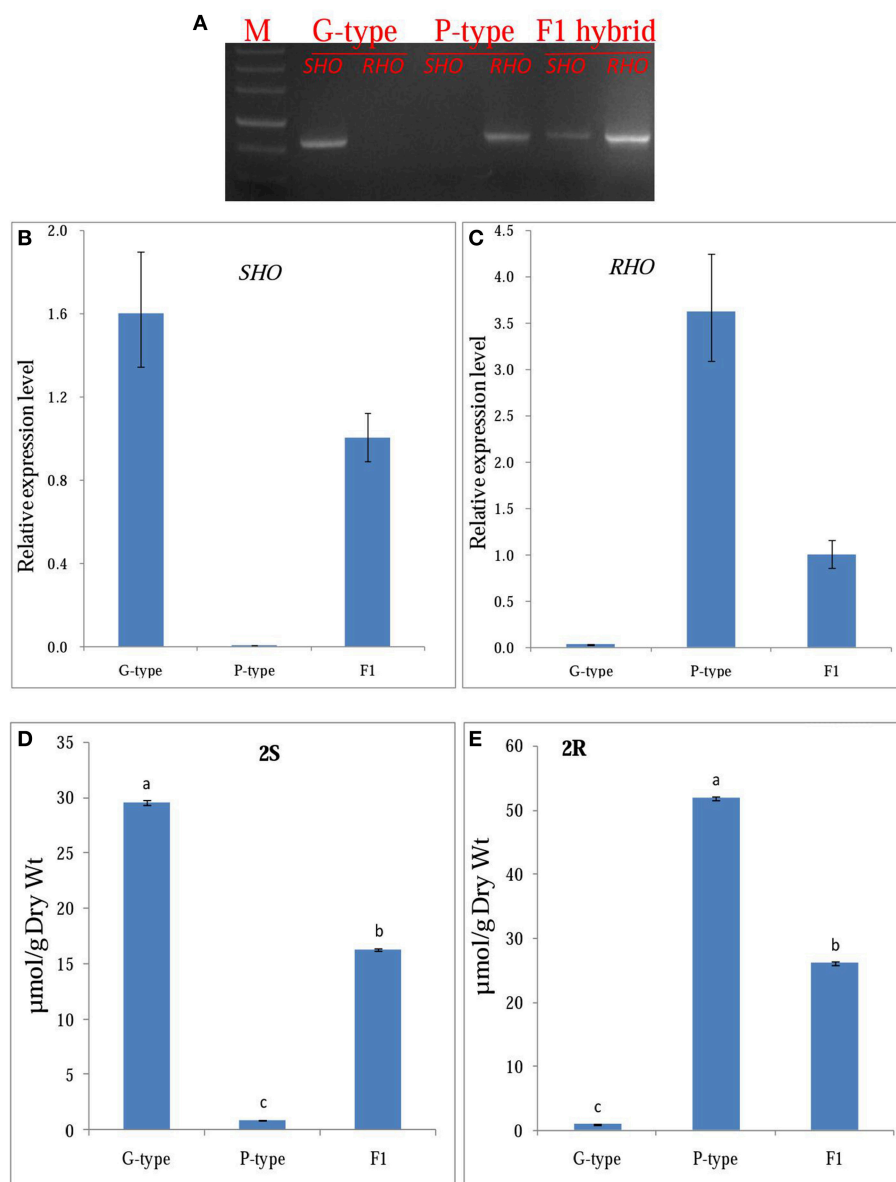 A
M G-type P-type F1 hybrid
SHO RHO SHO RHO SHO RHO
B
SHO
Relative expression level
2.0
1.6
1.2
0.8
0.4
0.0
G-type P-type F1
C
RHO
Relative expression level
4.5
4.0
3.5
3.0
2.5
2.0
1.5
1.0
0.5
0.0
G-type P-type F1
D
2S
µmol/g Dry Wt
35
30
25
20
15
10
5
0
a
c
b
G-type P-type F1
E
2R
µmol/g Dry Wt
60
50
40
30
20
10
0
c
a
b
G-type P-type F1